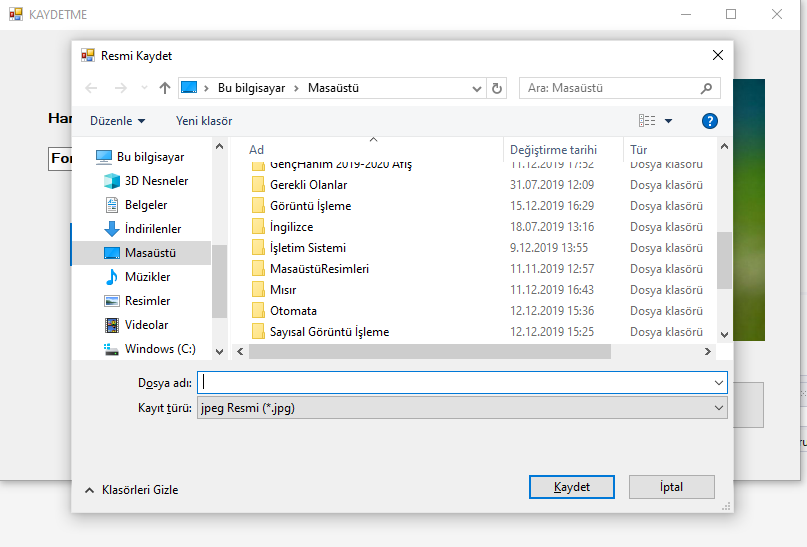 KAYDETME
Resmi Kaydet
Bu bilgisayar
Masaüstü
Ara: Masaüstü
Düzenle
Yeni klasör
Bu bilgisayar
3D Nesneler
Belgeler
İndirilenler
Masaüstü
Müzikler
Resimler
Videolar
Windows (C:)
Ad Değiştirme tarihi Tür
GençHanım 2019-2020 Afiş 11.12.2019 17:52 Dosya klasörü
Gerekli Olanlar 31.07.2019 12:09 Dosya klasörü
Görüntü İşleme 15.12.2019 16:29 Dosya klasörü
İngilizce 18.07.2019 13:16 Dosya klasörü
İşletim Sistemi 9.12.2019 13:55 Dosya klasörü
MasaüstüResimleri 11.11.2019 12:57 Dosya klasörü
Mısır 11.12.2019 16:43 Dosya klasörü
Otomata 12.12.2019 15:36 Dosya klasörü
Sayısal Görüntü İşleme 12.12.2019 15:25 Dosya klasörü
Dosya adı:
Kayıt türü: jpeg Resmi (*.jpg)
Klasörleri Gizle
Kaydet
İptal